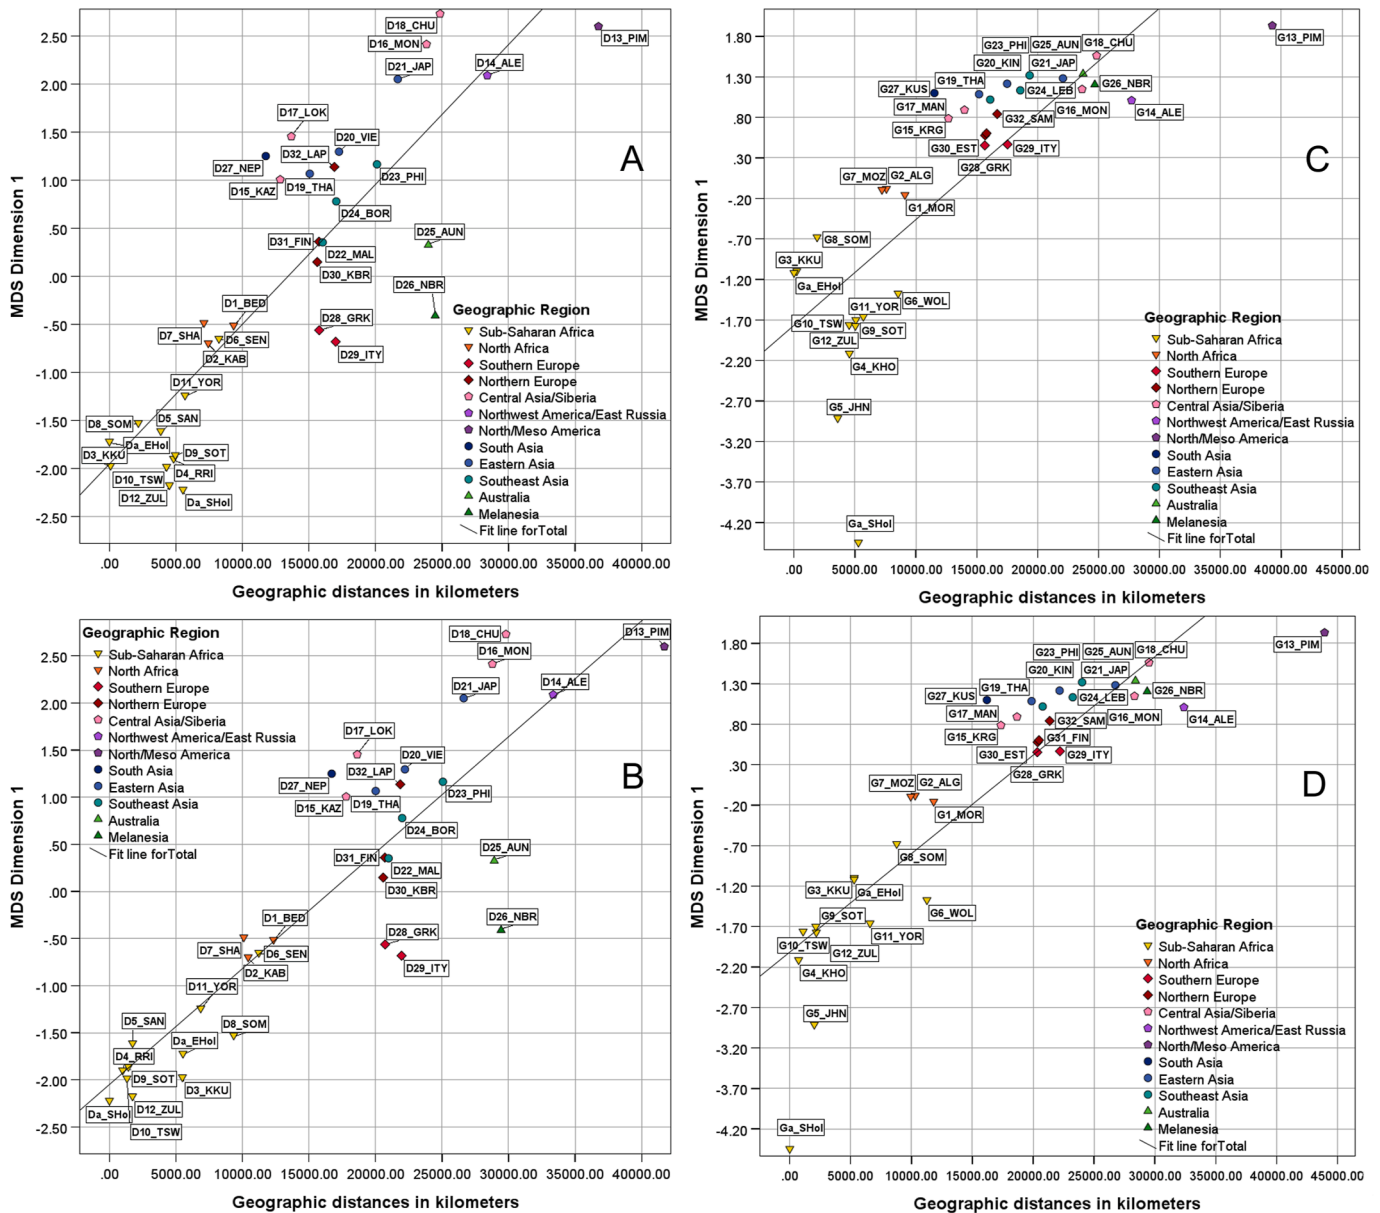 A
MDS Dimension 1
2.50
2.00
1.50
1.00
.50
.00
-.50
-1.00
-1.50
-2.00
-2.50
D18_CHU
D16_MON
D13_PIM
D21_JAP
D14_ALE
D17_LOK
D20_VIE
D32_LAP
D27_NEP
D15_KAZ
D19_THA
D23_PHI
D24_BOR
D31_FIN
D25_AUN
D22_MAL
D30_KBR
D26_NBR
D1_BED
D28_GRK
D7_SHA
D6_SEN
D2_KAB
D29_ITY
D11_YOR
D8_SOM
D5_SAN
Da_EHol
D3_KKU
D9_SOT
D10_TSW
D4_RRI
D12_ZUL
Da_SHol
Geographic Region
Sub-Saharan Africa
North Africa
Southern Europe
Northern Europe
Central Asia/Siberia
Northwest America/East Russia
North/Meso America
South Asia
Eastern Asia
Southeast Asia
Australia
Melanesia
Fit line forTotal
.00 5000.00 10000.00 15000.00 20000.00 25000.00 30000.00 35000.00 40000.00
Geographic distances in kilometers
C
MDS Dimension 1
1.80
1.30
.80
.30
-.20
-.70
-1.20
-1.70
-2.20
-2.70
-3.20
-3.70
-4.20
G23_PHI
G25_AUN
G18_CHU
G13_PIM
G20_KIN
G21_JAP
G19_THA
G27_KUS
G24_LEB
G26_NBR
G17_MAN
G16_MON
G14_ALE
G32_SAM
G15_KRG
G30_EST
G29_ITY
G28_GRK
G7_MOZ
G2_ALG
G1_MOR
G8_SOM
G3_KKU
Ga_EHol
G6_WOL
G11_YOR
G10_TSW
G9_SOT
G12_ZUL
G4_KHO
G5_JHN
Ga_SHol
Geographic Region
Sub-Saharan Africa
North Africa
Southern Europe
Northern Europe
Central Asia/Siberia
Northwest America/East Russia
North/Meso America
South Asia
Eastern Asia
Southeast Asia
Australia
Melanesia
Fit line forTotal
.00 5000.00 10000.00 15000.00 20000.00 25000.00 30000.00 35000.00 40000.00 45000.00
Geographic distances in kilometers
B
MDS Dimension 1
2.50
2.00
1.50
1.00
.50
.00
-.50
-1.00
-1.50
-2.00
-2.50
Geographic Region
Sub-Saharan Africa
North Africa
Southern Europe
Northern Europe
Central Asia/Siberia
Northwest America/East Russia
North/Meso America
South Asia
Eastern Asia
Southeast Asia
Australia
Melanesia
Fit line forTotal
D18_CHU
D13_PIM
D16_MON
D21_JAP
D14_ALE
D17_LOK
D20_VIE
D32_LAP
D27_NEP
D15_KAZ
D19_THA
D23_PHI
D24_BOR
D31_FIN
D25_AUN
D22_MAL
D30_KBR
D1_BED
D26_NBR
D28_GRK
D7_SHA
D6_SEN
D2_KAB
D29_ITY
D11_YOR
D5_SAN
D8_SOM
Da_EHol
D4_RRI
D9_SOT
D3_KKU
Da_SHol
D12_ZUL
D10_TSW
.00 5000.00 10000.00 15000.00 20000.00 25000.00 30000.00 35000.00 40000.00
Geographic distances in kilometers
D
MDS Dimension 1
1.80
1.30
.80
.30
-.20
-.70
-1.20
-1.70
-2.20
-2.70
-3.20
-3.70
-4.20
G23_PHI
G25_AUN
G18_CHU
G13_PIM
G20_KIN
G21_JAP
G19_THA
G27_KUS
G24_LEB
G26_NBR
G17_MAN
G32_SAM
G16_MON
G14_ALE
G15_KRG
G31_FIN
G30_EST
G29_ITY
G28_GRK
G7_MOZ
G2_ALG
G1_MOR
G8_SOM
G3_KKU
Ga_EHol
G9_SOT
G6_WOL
G10_TSW
G11_YOR
G12_ZUL
G4_KHO
G5_JHN
Ga_SHol
Geographic Region
Sub-Saharan Africa
North Africa
Southern Europe
Northern Europe
Central Asia/Siberia
Northwest America/East Russia
North/Meso America
South Asia
Eastern Asia
Southeast Asia
Australia
Melanesia
Fit line forTotal
.00 5000.00 10000.00 15000.00 20000.00 25000.00 30000.00 35000.00 40000.00 45000.00
Geographic distances in kilometers